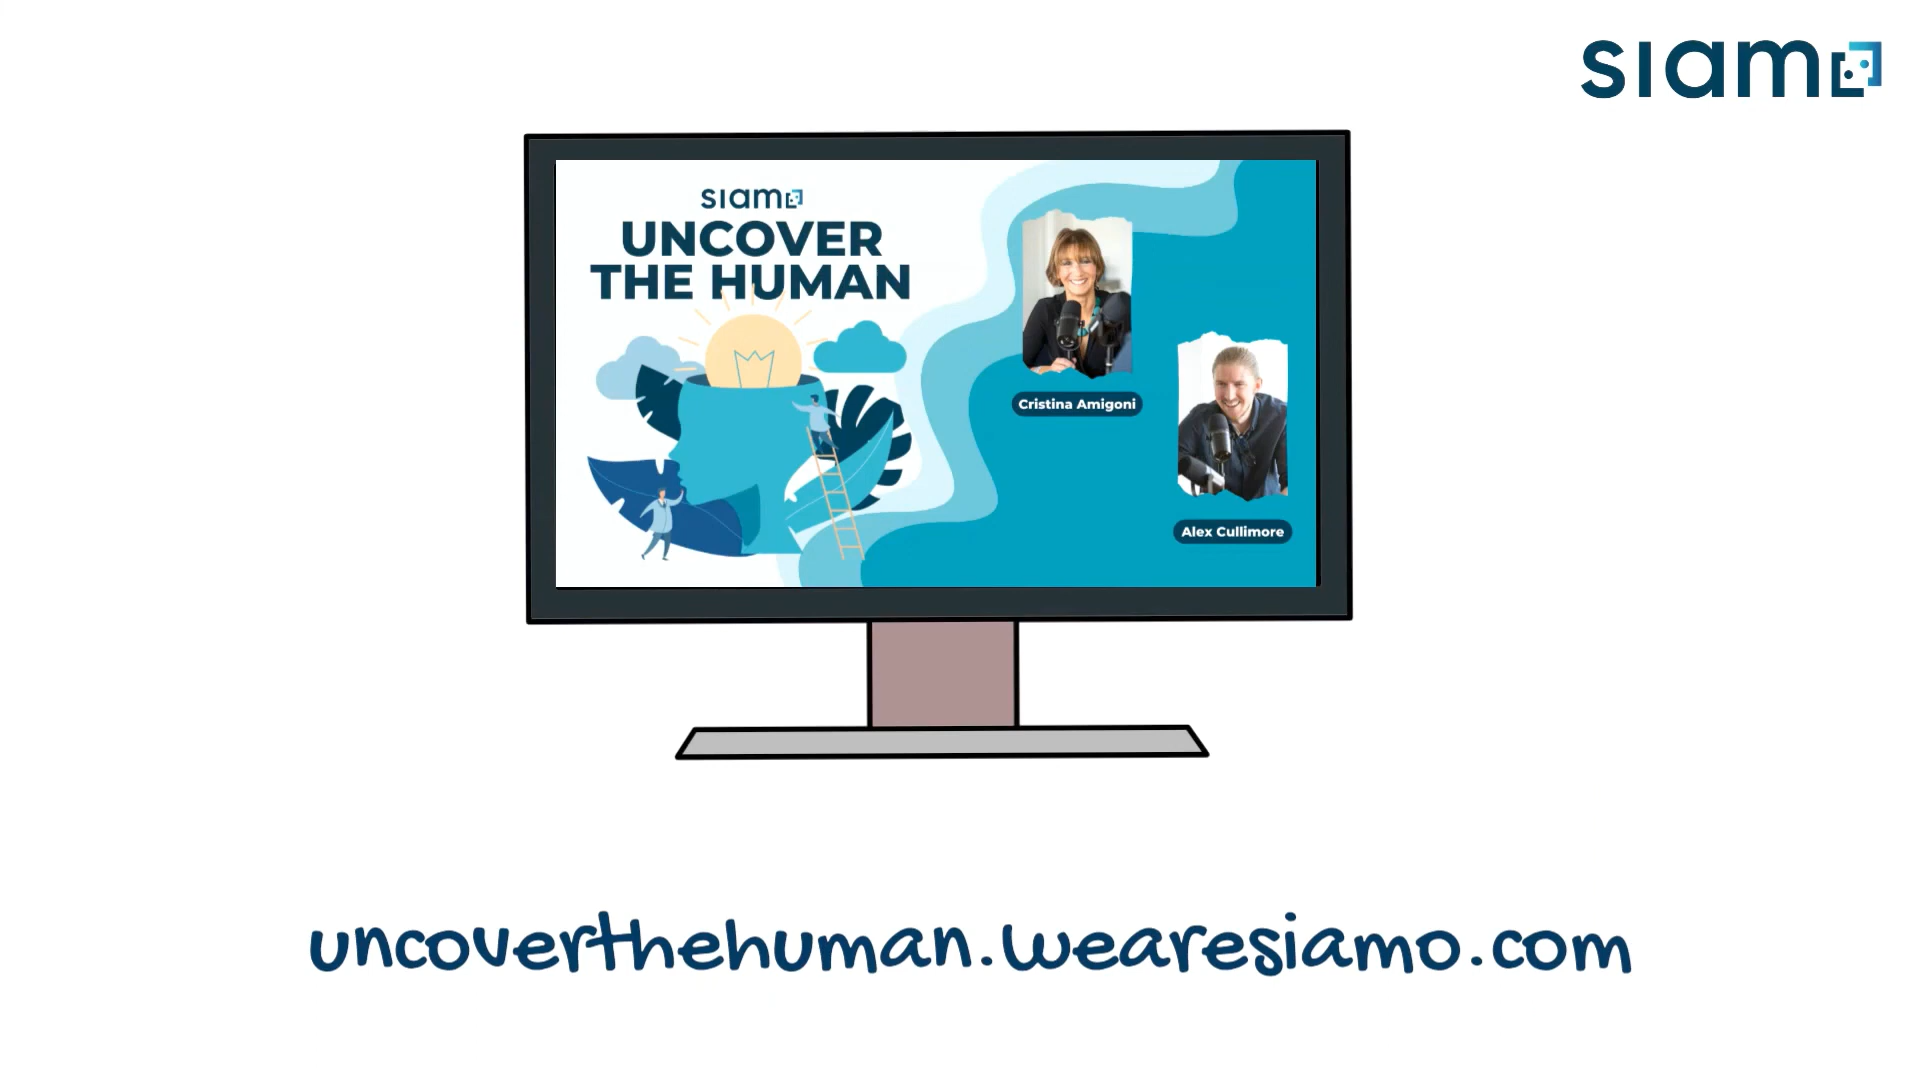 siamo
siamo
UNCOVER
THE HUMAN
Cristina Amigoni
Alex Cullimore
uncoverthehuman.wearesiamo.com